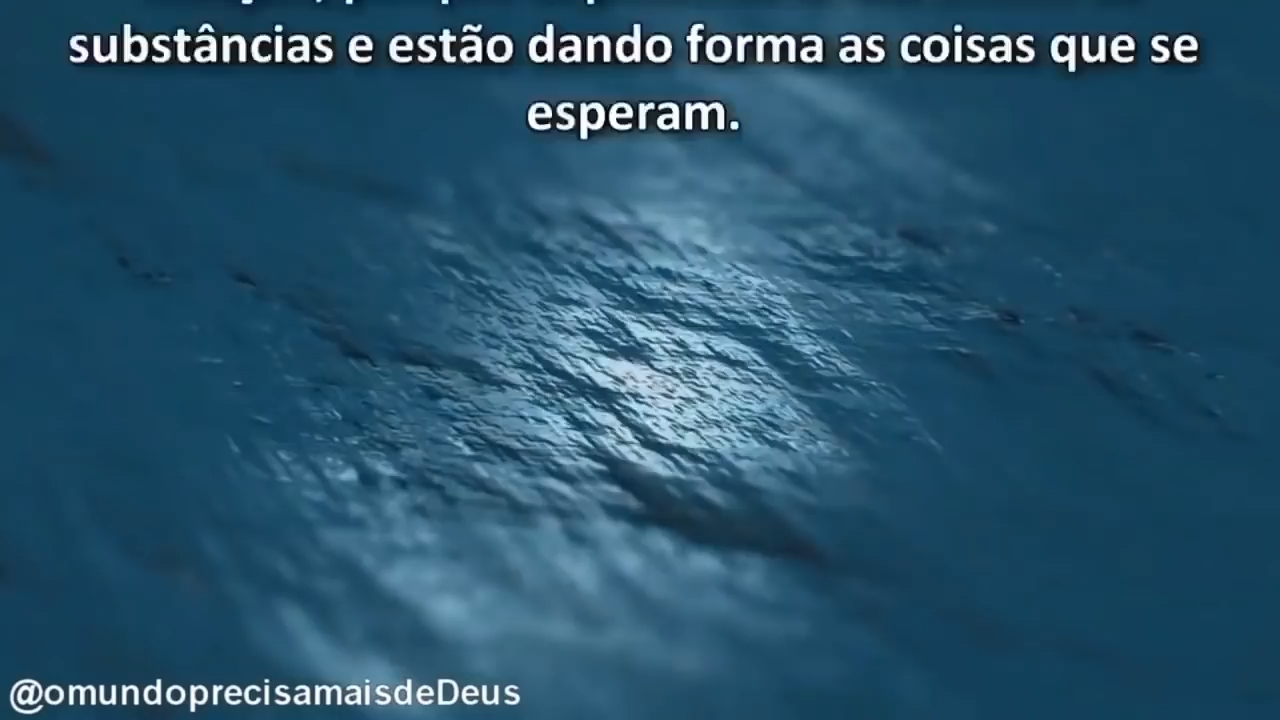 substâncias e estão dando forma as coisas que se
esperam.
@omundoprecisamaisdeDeus